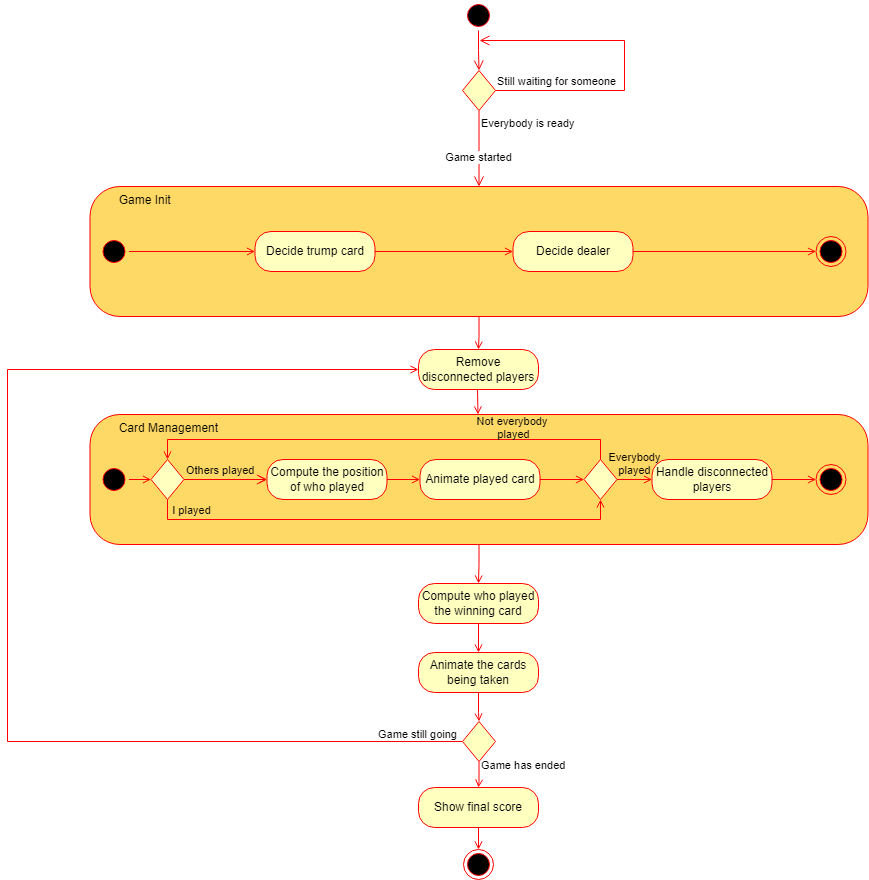 Still waiting for someone
Everybody is ready
Game started
Game Init
Decide trump card
Decide dealer
Remove
disconnected players
Card Management
Not everybody
played
Others played
Compute the position
of who played
Animate played card
Everybody
played
Handle disconnected
players
I played
Compute who played
the winning card
Animate the cards
being taken
Game still going
Game has ended
Show final score